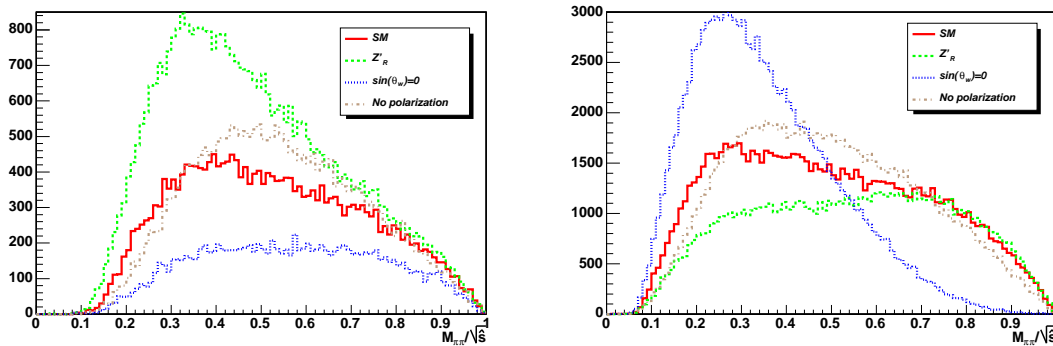 800
700
600
500
400
300
200
100
0
SM
Z'R
sin(θw)=0
No polarization
0 0.1 0.2 0.3 0.4 0.5 0.6 0.7 0.8 0.9 1
Mππ/√ŝ
3000
2500
2000
1500
1000
500
0
SM
Z'R
sin(θw)=0
No polarization
0 0.1 0.2 0.3 0.4 0.5 0.6 0.7 0.8 0.9
Mππ/√ŝ